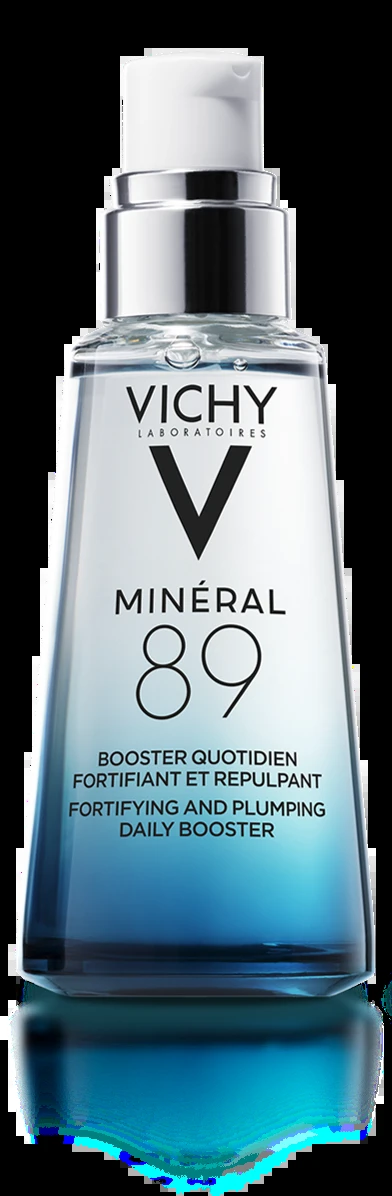 VICHY
LABORATOIRES
V
MINÉRAL
89
BOOSTER QUOTIDIEN
FORTIFIANT ET REPULPANT
FORTIFYING AND PLUMPING
DAILY BOOSTER